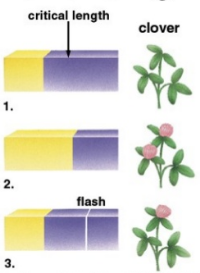 critical length
clover
1.
2.
flash
3.